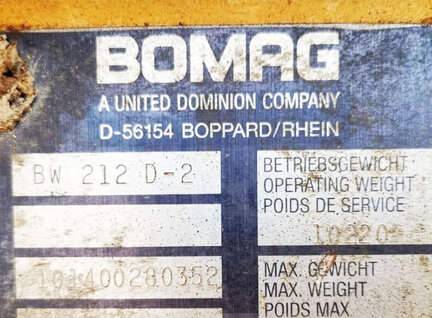 BOMAG
A UNITED DOMINION COMPANY
D-56154 BOPPARD/RHEIN
BW 212 D-2
BETRIEBSGEWICHT
OPERATING WEIGHT
POIDS DE SERVICE
10220
101400280352
MAX. GEWICHT
MAX. WEIGHT
POIDS MAX